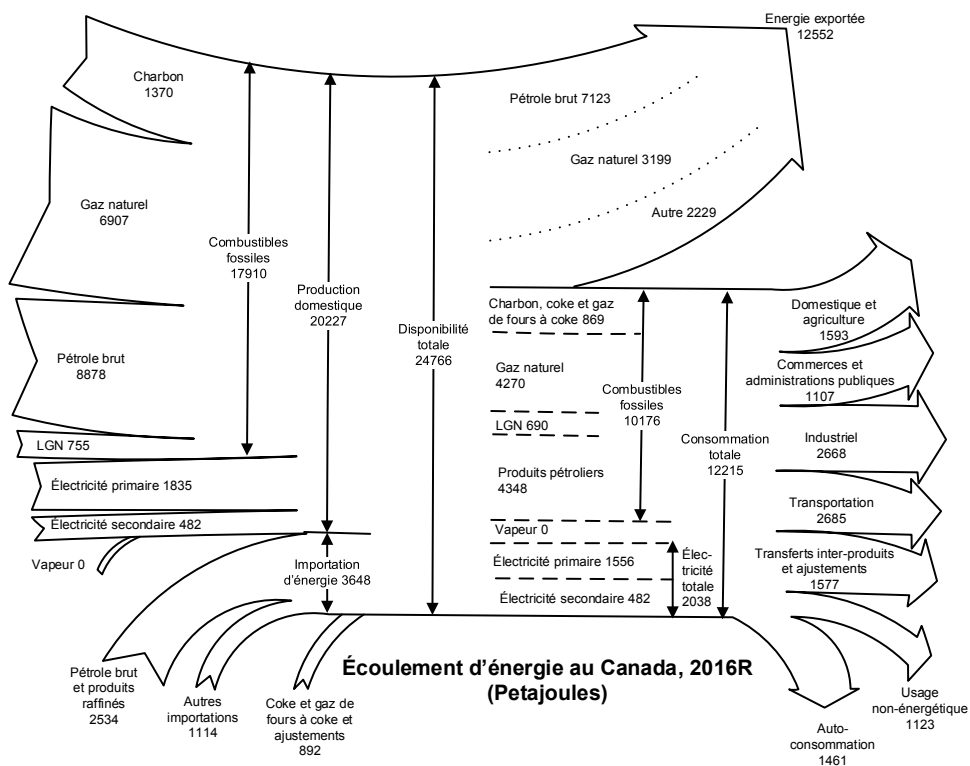 Energie exportée
12552
Charbon
1370
Pétrole brut 7123
Gaz naturel 3199
Autre 2229
Gaz naturel
6907
Combustibles
fossiles
17910
Production
domestique
20227
Disponibilité
totale
24766
Charbon, coke et gaz
de fours à coke 869
Gaz naturel
4270
LGN 690
Produits pétroliers
4348
Vapeur 0
Électricité primaire 1556
Électricité secondaire 482
Combustibles
fossiles
10176
Consommation
totale
12215
Élec-
tricité
totale
2038
Domestique et
agriculture
1593
Commerces et
administrations publiques
1107
Industriel
2668
Transportation
2685
Transferts inter-produits
et ajustements
1577
Pétrole brut
8878
LGN 755
Électricité primaire 1835
Électricité secondaire 482
Vapeur 0
Importation
d'énergie 3648
Pétrole brut
et produits
raffinés
2534
Autres
importations
1114
Coke et gaz de
fours à coke et
ajustements
892
Écoulement d'énergie au Canada, 2016R
(Petajoules)
Usage
non-énergétique
1123
Auto-
consommation
1461